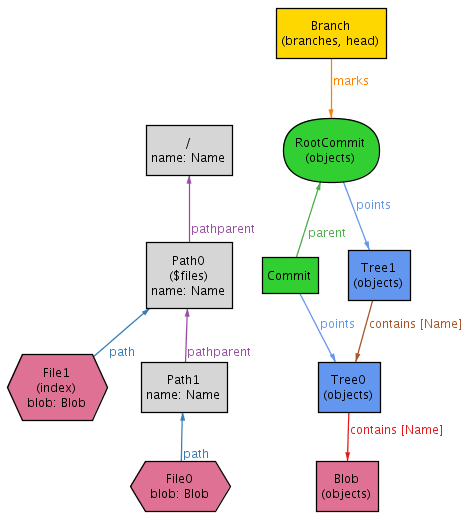 Branch
(branches, head)
marks
/
name: Name
RootCommit
(objects)
pathparent
parent
points
Path0
($files)
name: Name
Commit
Tree1
(objects)
path
pathparent
points
contains [Name]
File1
(index)
blob: Blob
Path1
name: Name
Tree0
(objects)
path
contains [Name]
File0
blob: Blob
Blob
(objects)